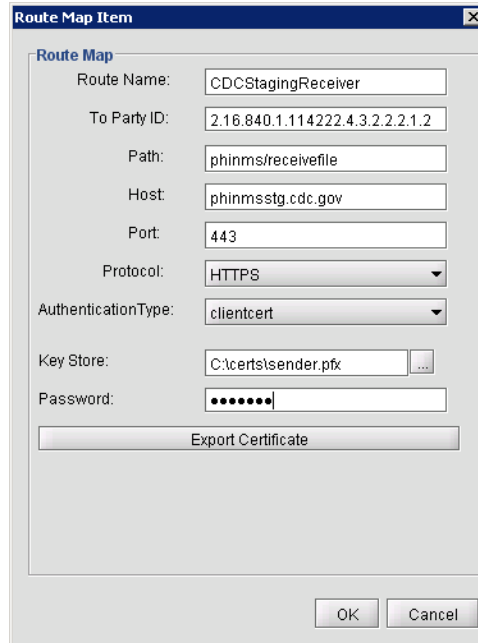 Route Map Item
Route Map
Route Name: CDCStagingReceiver
To Party ID: 2.16.840.1.114222.4.3.2.2.2.1.2
Path: phinms/receivefile
Host: phinmsstg.cdc.gov
Port: 443
Protocol: HTTPS
AuthenticationType: clientcert
Key Store: C:\certs\sender.pfx ...
Password: •••••••
Export Certificate
OK Cancel